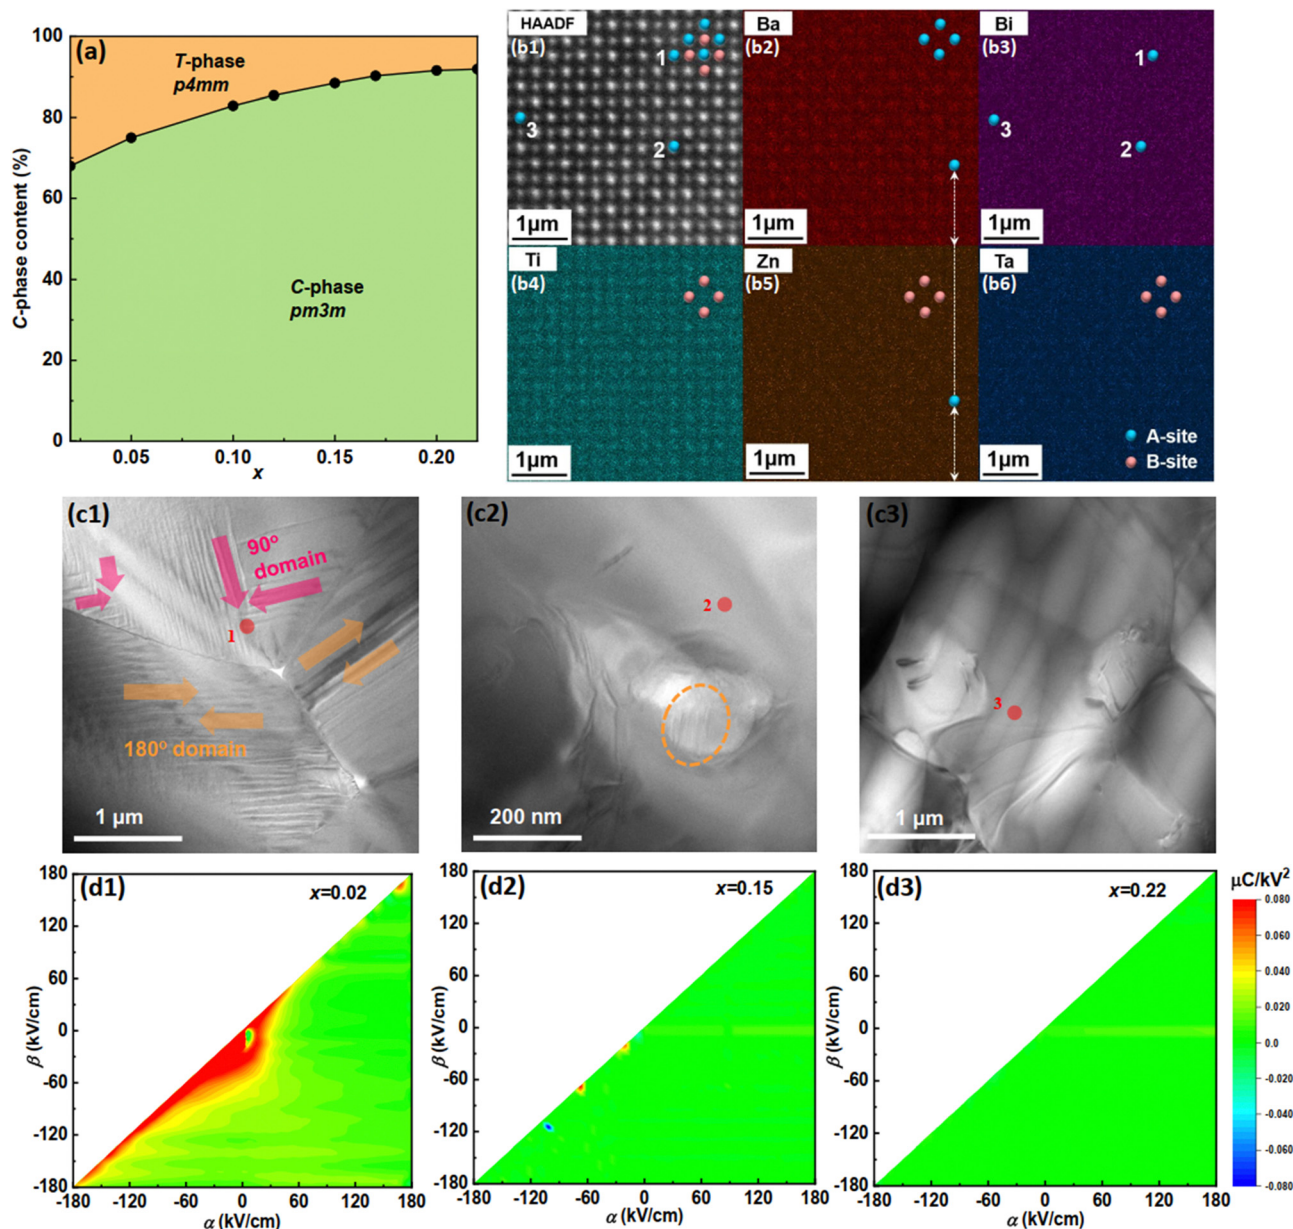 (a)
T-phase
p4mm
C-phase
pm3m
C-phase content (%)
100
80
60
40
20
0
0.05
0.10
0.15
0.20
x
HAADF
(b1)
1
3
2
1μm
Ba
(b2)
1μm
Bi
(b3)
1
3
2
1μm
Ti
(b4)
1μm
Zn
(b5)
1μm
Ta
(b6)
A-site
B-site
1μm
(c1)
90°
domain
1
180° domain
1 μm
(c2)
2
200 nm
(c3)
3
1 μm
(d1)
x=0.02
180
120
60
0
-60
-120
-180
β (kV/cm)
-180
-120
-60
0
60
120
180
α (kV/cm)
(d2)
x=0.15
180
120
60
0
-60
-120
-180
β (kV/cm)
-180
-120
-60
0
60
120
180
α (kV/cm)
(d3)
x=0.22
180
120
60
0
-60
-120
-180
β (kV/cm)
-180
-120
-60
0
60
120
180
α (kV/cm)
μC/kV²
0.080
0.060
0.040
0.020
0.000
-0.020
-0.040
-0.060
-0.080